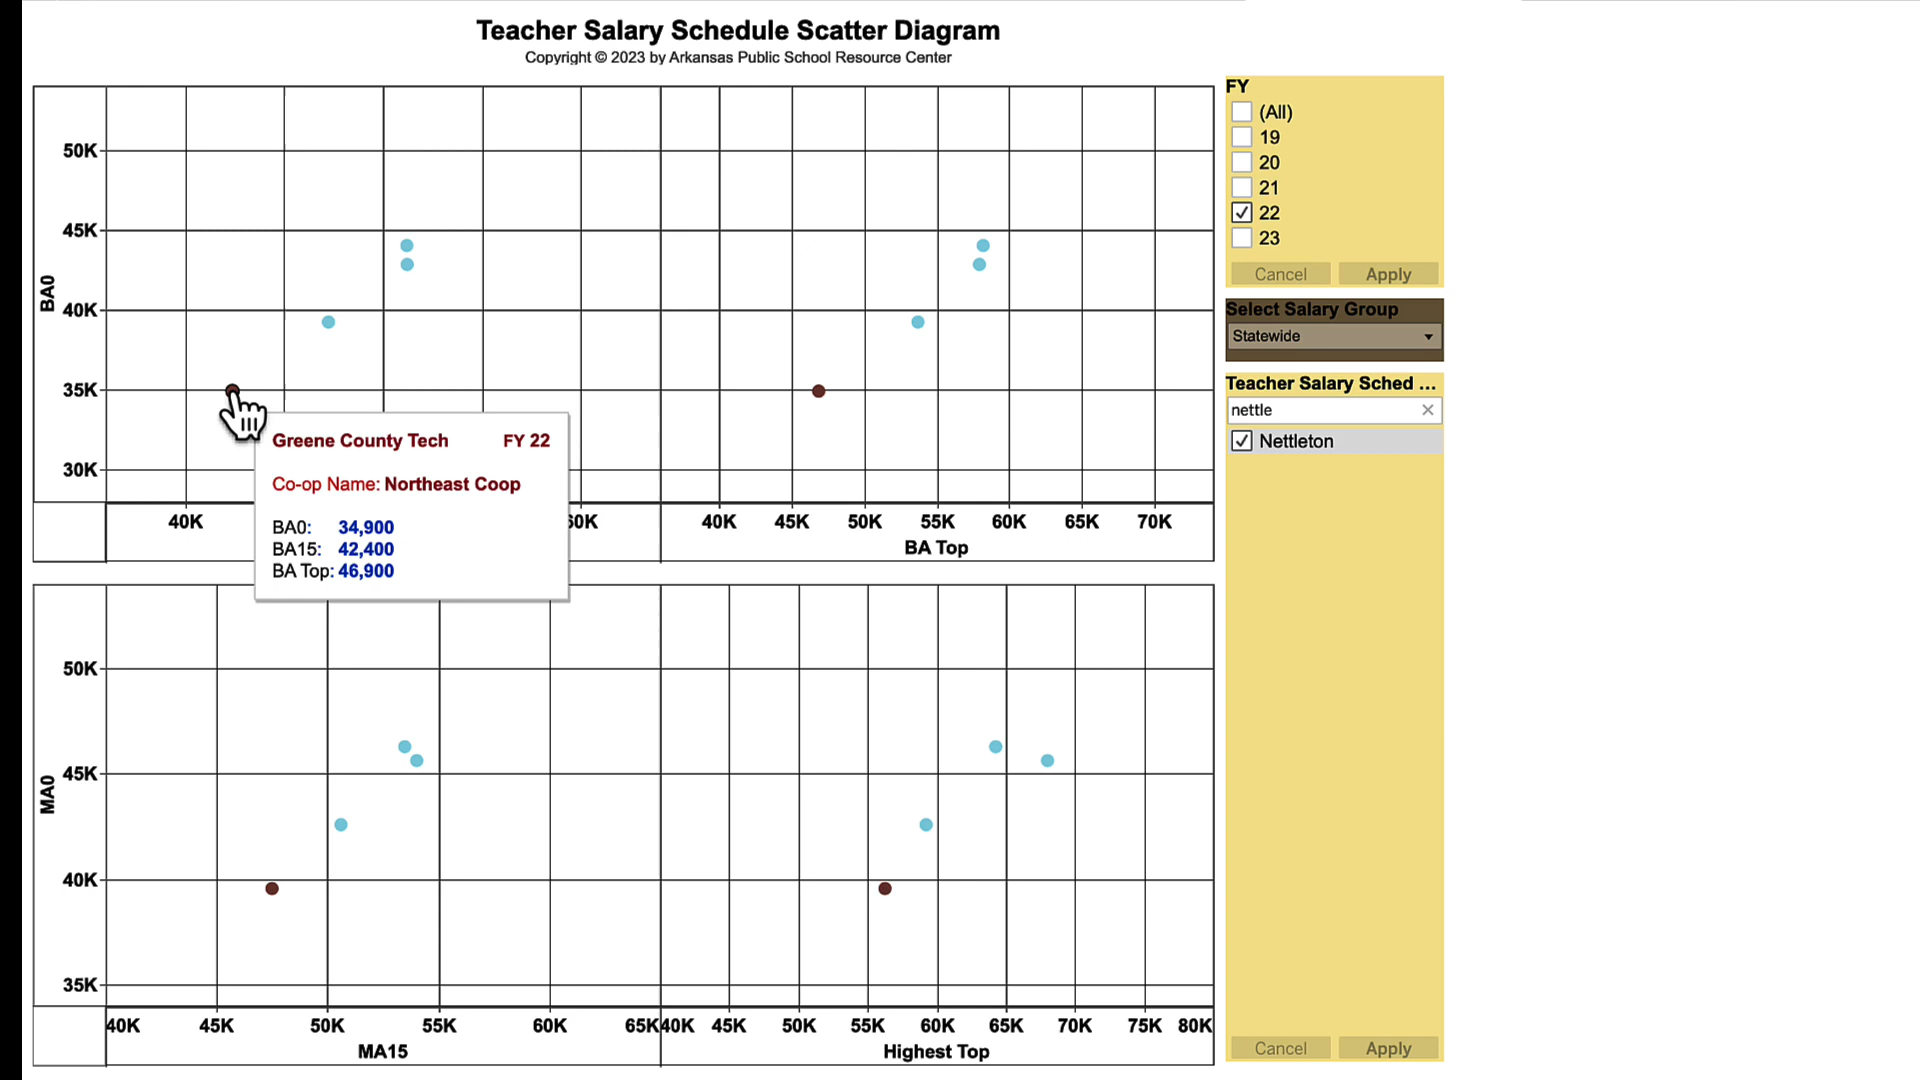 Teacher Salary Schedule Scatter Diagram
Copyright © 2023 by Arkansas Public School Resource Center
50K
45K
40K
35K
30K
BA0
40K
60K
40K 45K 50K 55K 60K 65K 70K
BA Top
Greene County Tech FY 22
Co-op Name: Northeast Coop
BA0: 34,900
BA15: 42,400
BA Top: 46,900
50K
45K
40K
35K
MA0
40K 45K 50K 55K 60K 65K
MA15
40K 45K 50K 55K 60K 65K 70K 75K 80K
Highest Top
FY
(All)
19
20
21
22
23
Cancel Apply
Select Salary Group
Statewide
Teacher Salary Sched ...
nettle
Nettleton
Cancel Apply